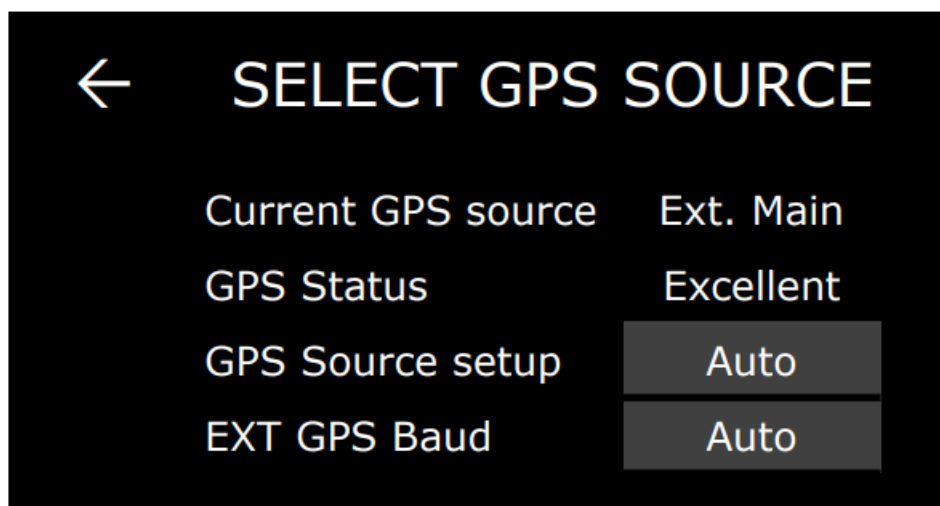 ← SELECT GPS SOURCE
Current GPS source Ext. Main
GPS Status Excellent
GPS Source setup Auto
EXT GPS Baud Auto